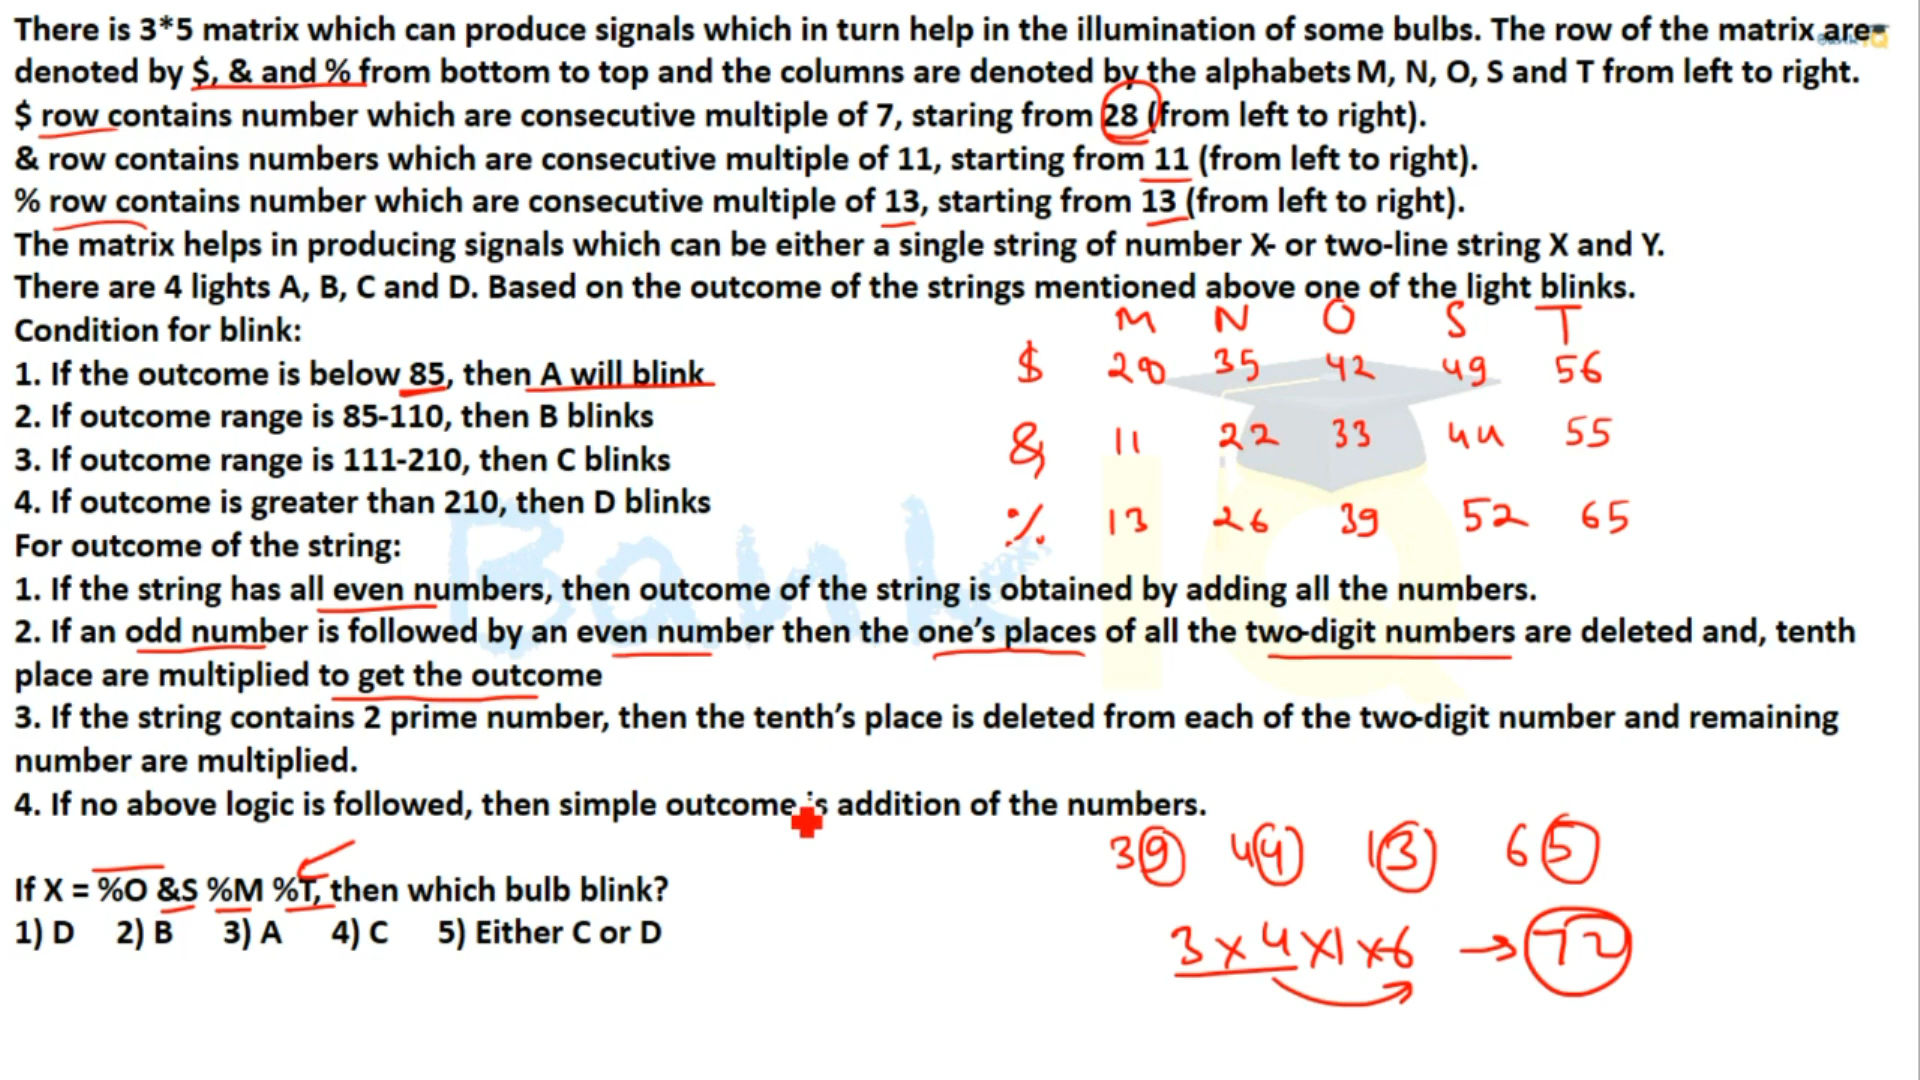 There is 3*5 matrix which can produce signals which in turn help in the illumination of some bulbs. The row of the matrix are
denoted by $, & and % from bottom to top and the columns are denoted by the alphabets M, N, O, S and T from left to right.
$ row contains number which are consecutive multiple of 7, staring from 28 (from left to right).
& row contains numbers which are consecutive multiple of 11, starting from 11 (from left to right).
% row contains number which are consecutive multiple of 13, starting from 13 (from left to right).
The matrix helps in producing signals which can be either a single string of number X- or two-line string X and Y.
There are 4 lights A, B, C and D. Based on the outcome of the strings mentioned above one of the light blinks.
Condition for blink:
M N O S T
1. If the outcome is below 85, then A will blink
$ 28 35 42 49 56
2. If outcome range is 85-110, then B blinks
& 11 22 33 44 55
3. If outcome range is 111-210, then C blinks
4. If outcome is greater than 210, then D blinks
% 13 26 39 52 65
For outcome of the string:
1. If the string has all even numbers, then outcome of the string is obtained by adding all the numbers.
2. If an odd number is followed by an even number then the one's places of all the two-digit numbers are deleted and, tenth
place are multiplied to get the outcome
3. If the string contains 2 prime number, then the tenth's place is deleted from each of the two-digit number and remaining
number are multiplied.
4. If no above logic is followed, then simple outcome is addition of the numbers.
39 44 13 65
If X = %O &S %M %T, then which bulb blink?
1) D 2) B 3) A 4) C 5) Either C or D
3 x 4 x 1 x 6 → 72
Bank IQ